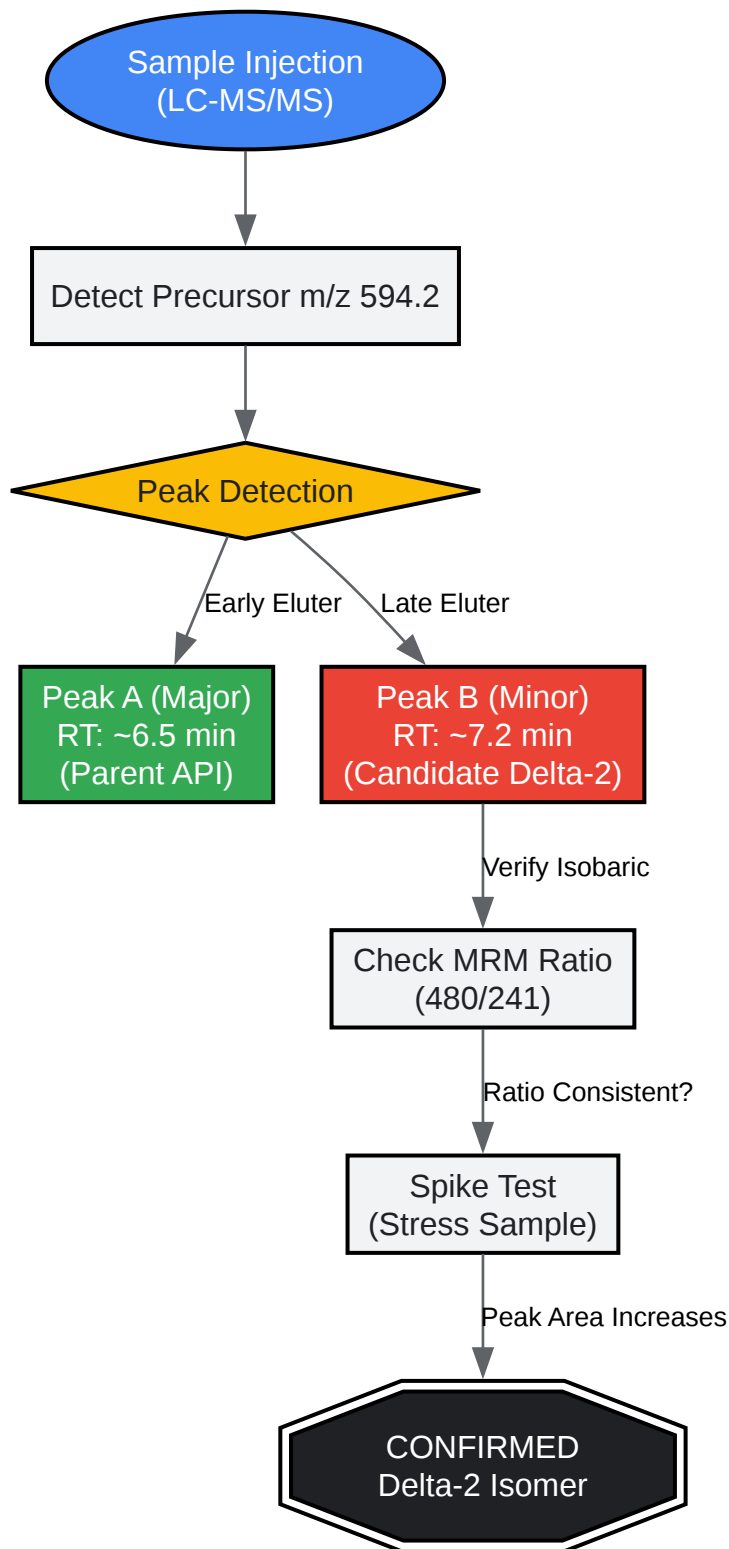 Sample Injection
(LC-MS/MS)
Detect Precursor m/z 594.2
Peak Detection
Early Eluter
Late Eluter
Peak A (Major)
RT: ~6.5 min
(Parent API)
Peak B (Minor)
RT: ~7.2 min
(Candidate Delta-2)
Verify Isobaric
Check MRM Ratio
(480/241)
Ratio Consistent?
Spike Test
(Stress Sample)
Peak Area Increases
CONFIRMED
Delta-2 Isomer